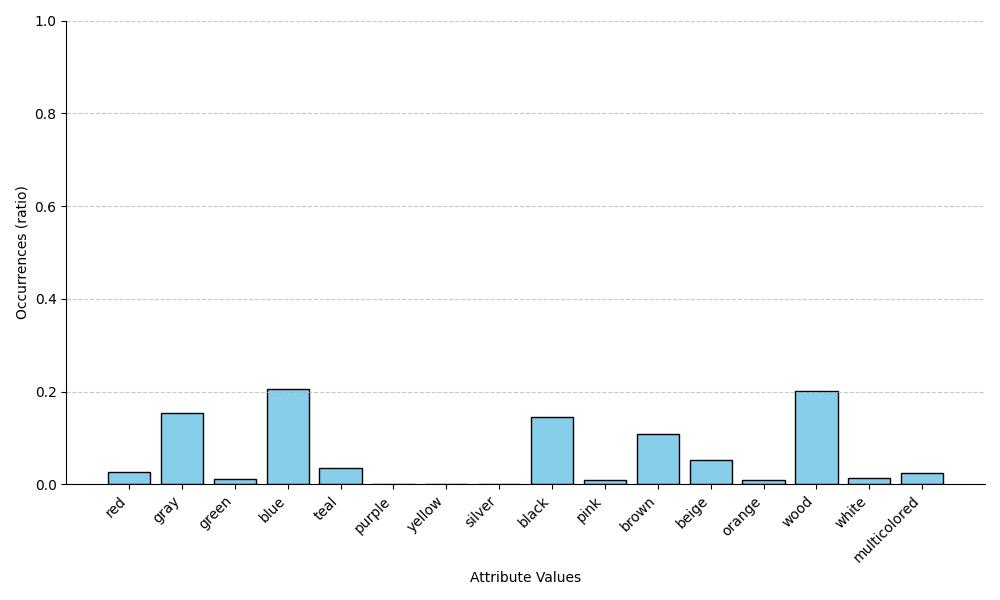 1.0
0.8
0.6
0.4
0.2
0.0
Occurrences (ratio)
red
gray
green
blue
teal
purple
yellow
silver
black
pink
brown
beige
orange
wood
white
multicolored
Attribute Values